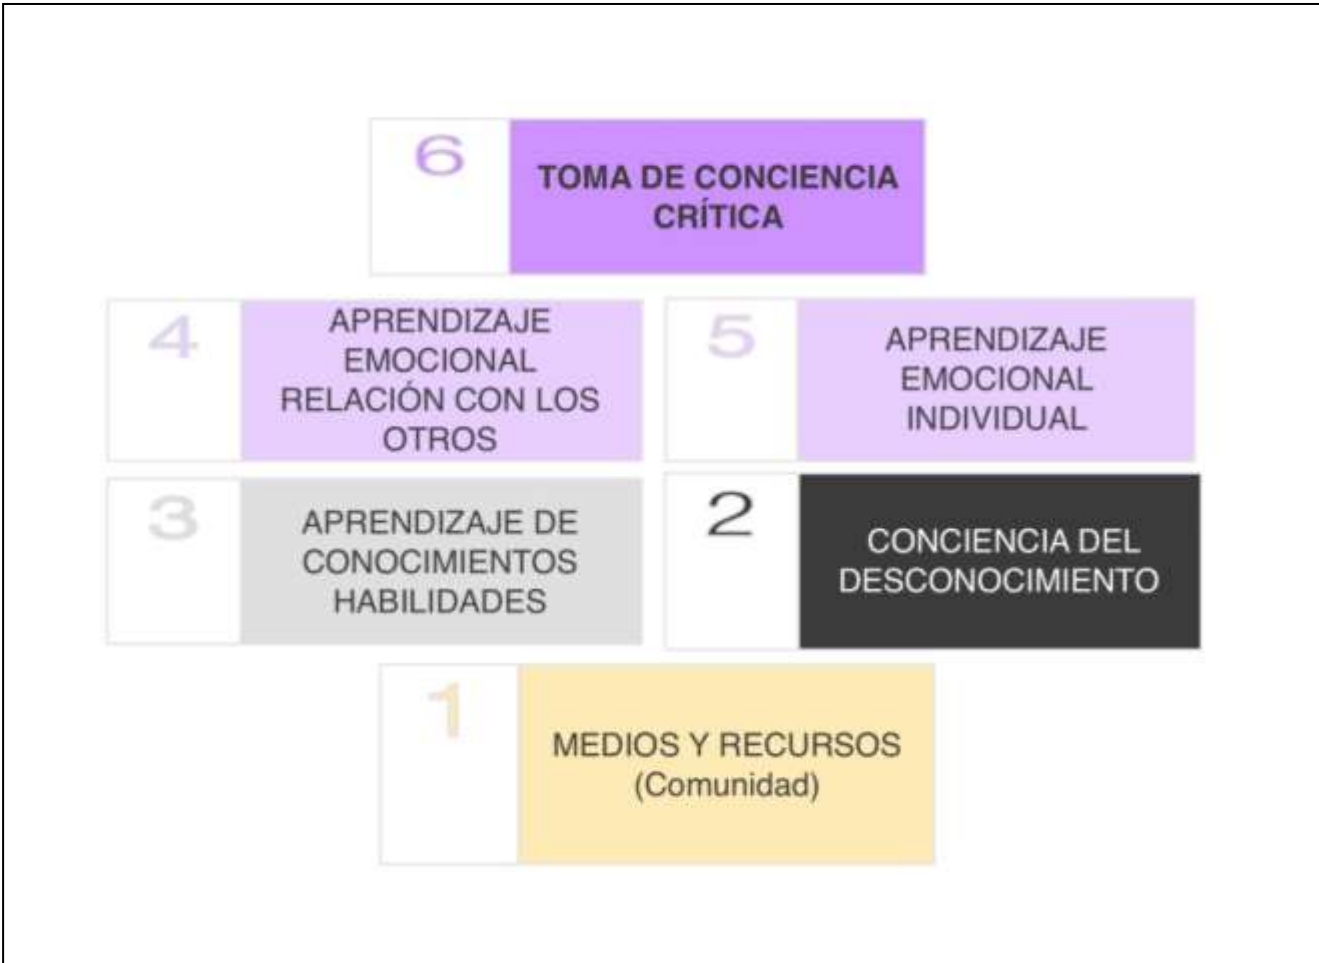 6
TOMA DE CONCIENCIA
CRÍTICA
4
APRENDIZAJE
EMOCIONAL
RELACIÓN CON LOS
OTROS
5
APRENDIZAJE
EMOCIONAL
INDIVIDUAL
3
APRENDIZAJE DE
CONOCIMIENTOS
HABILIDADES
2
CONCIENCIA DEL
DESCONOCIMIENTO
1
MEDIOS Y RECURSOS
(Comunidad)